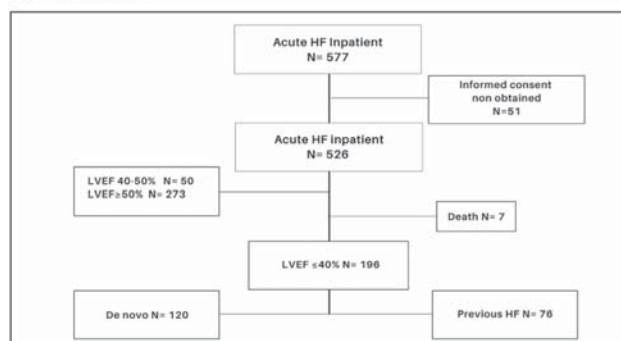 Acute HF Inpatient
N= 577
Informed consent
non obtained
N=51
Acute HF inpatient
N= 526
LVEF 40-50% N= 50
LVEF≥50% N= 273
Death N= 7
LVEF ≤40% N= 196
De novo N= 120
Previous HF N= 76